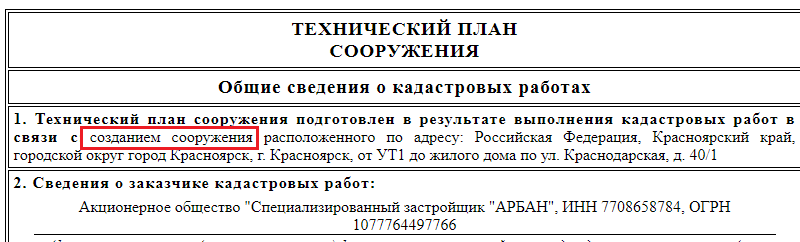 ТЕХНИЧЕСКИЙ ПЛАН
СООРУЖЕНИЯ
Общие сведения о кадастровых работах
1. Технический план сооружения подготовлен в результате выполнения кадастровых работ в
связи с созданием сооружения расположенного по адресу: Российская Федерация, Красноярский край,
городской округ город Красноярск, г. Красноярск, от УТ1 до жилого дома по ул. Краснодарская, д. 40/1
2. Сведения о заказчике кадастровых работ:
Акционерное общество "Специализированный застройщик "АРБАН", ИНН 7708658784, ОГРН
1077764497766